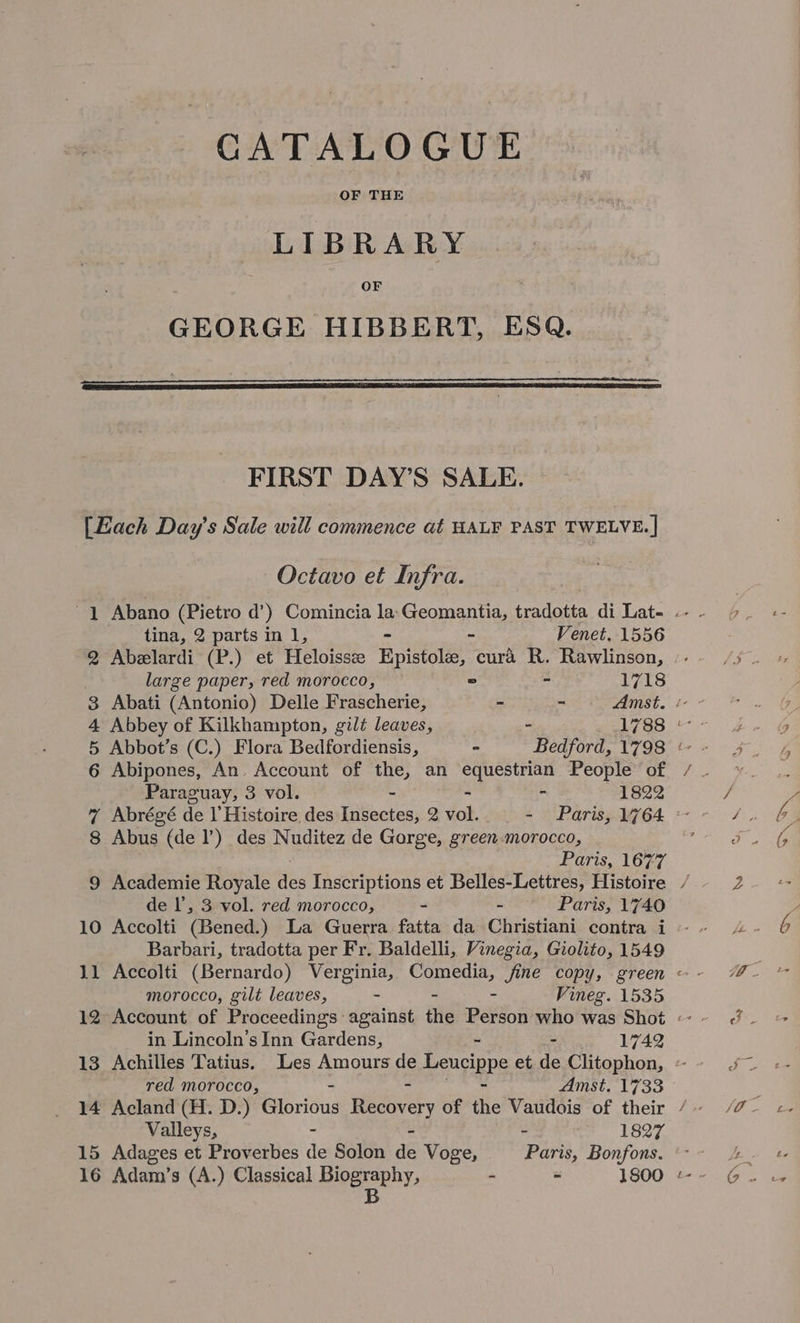 CATALOGUE
OF THE
LIBRARY
OF
GEORGE HIBBERT, ESQ.
FIRST DAY'S SALE.
[Each Day's Sale will commence at HALF PAST TWELVE.]
Octavo et Infra.
1 Abano (Pietro d') Comincia la Geomantia, tradotta di Lat-
tina, 2 parts in 1, - - Venet. 1556
2 Abælardi (P.) et Heloissæ Epistolæ, curâ R. Rawlinson,
large paper, red morocco, - - 1718
3 Abati (Antonio) Delle Frascherie, - - Amst.
4 Abbey of Kilkhampton, gilt leaves, - 1788
5 Abbot's (C.) Flora Bedfordiensis, - Bedford, 1798
6 Abipones, An Account of the, an equestrian People of
Paraguay, 3 vol. - - - 1822
7 Abrégé de l'Histoire des Insectes, 2 vol. - Paris, 1764
8 Abus (de l') des Nuditez de Gorge, green morocco,
Paris, 1677
9 Academie Royale des Inscriptions et Belles-Lettres, Histoire
de l', 3 vol. red morocco, - - Paris, 1740
10 Accolti (Bened.) La Guerra fatta da Christiani contra i
Barbari, tradotta per Fr. Baldelli, Vinegia, Giolito, 1549
11 Accolti (Bernardo) Verginia, Comedia, fine copy, green
morocco, gilt leaves, - - - Vineg. 1535
12 Account of Proceedings against the Person who was Shot
in Lincoln's Inn Gardens, - - 1742
13 Achilles Tatius. Les Amours de Leucippe et de Clitophon,
red morocco, - - - Amst. 1733
14 Acland (H. D.) Glorious Recovery of the Vaudois of their
Valleys, - - - 1827
15 Adages et Proverbes de Solon de Voge, Paris, Bonfons.
16 Adam's (A.) Classical Biography, - - 1800
B